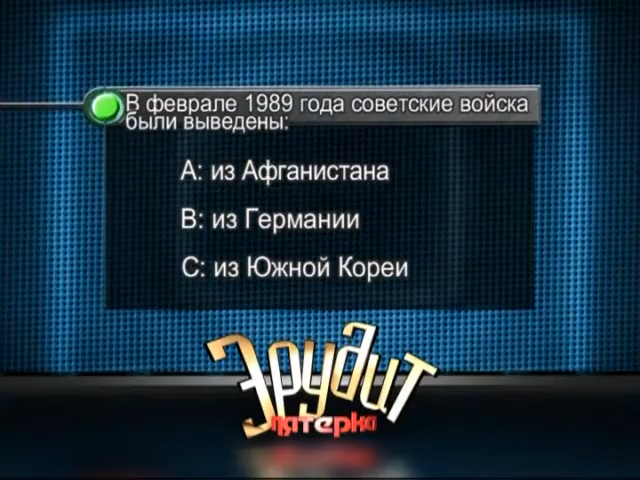 В феврале 1989 года советские войска
были выведены:
А: из Афганистана
В: из Германии
С: из Южной Кореи
Эрудит
пятерка